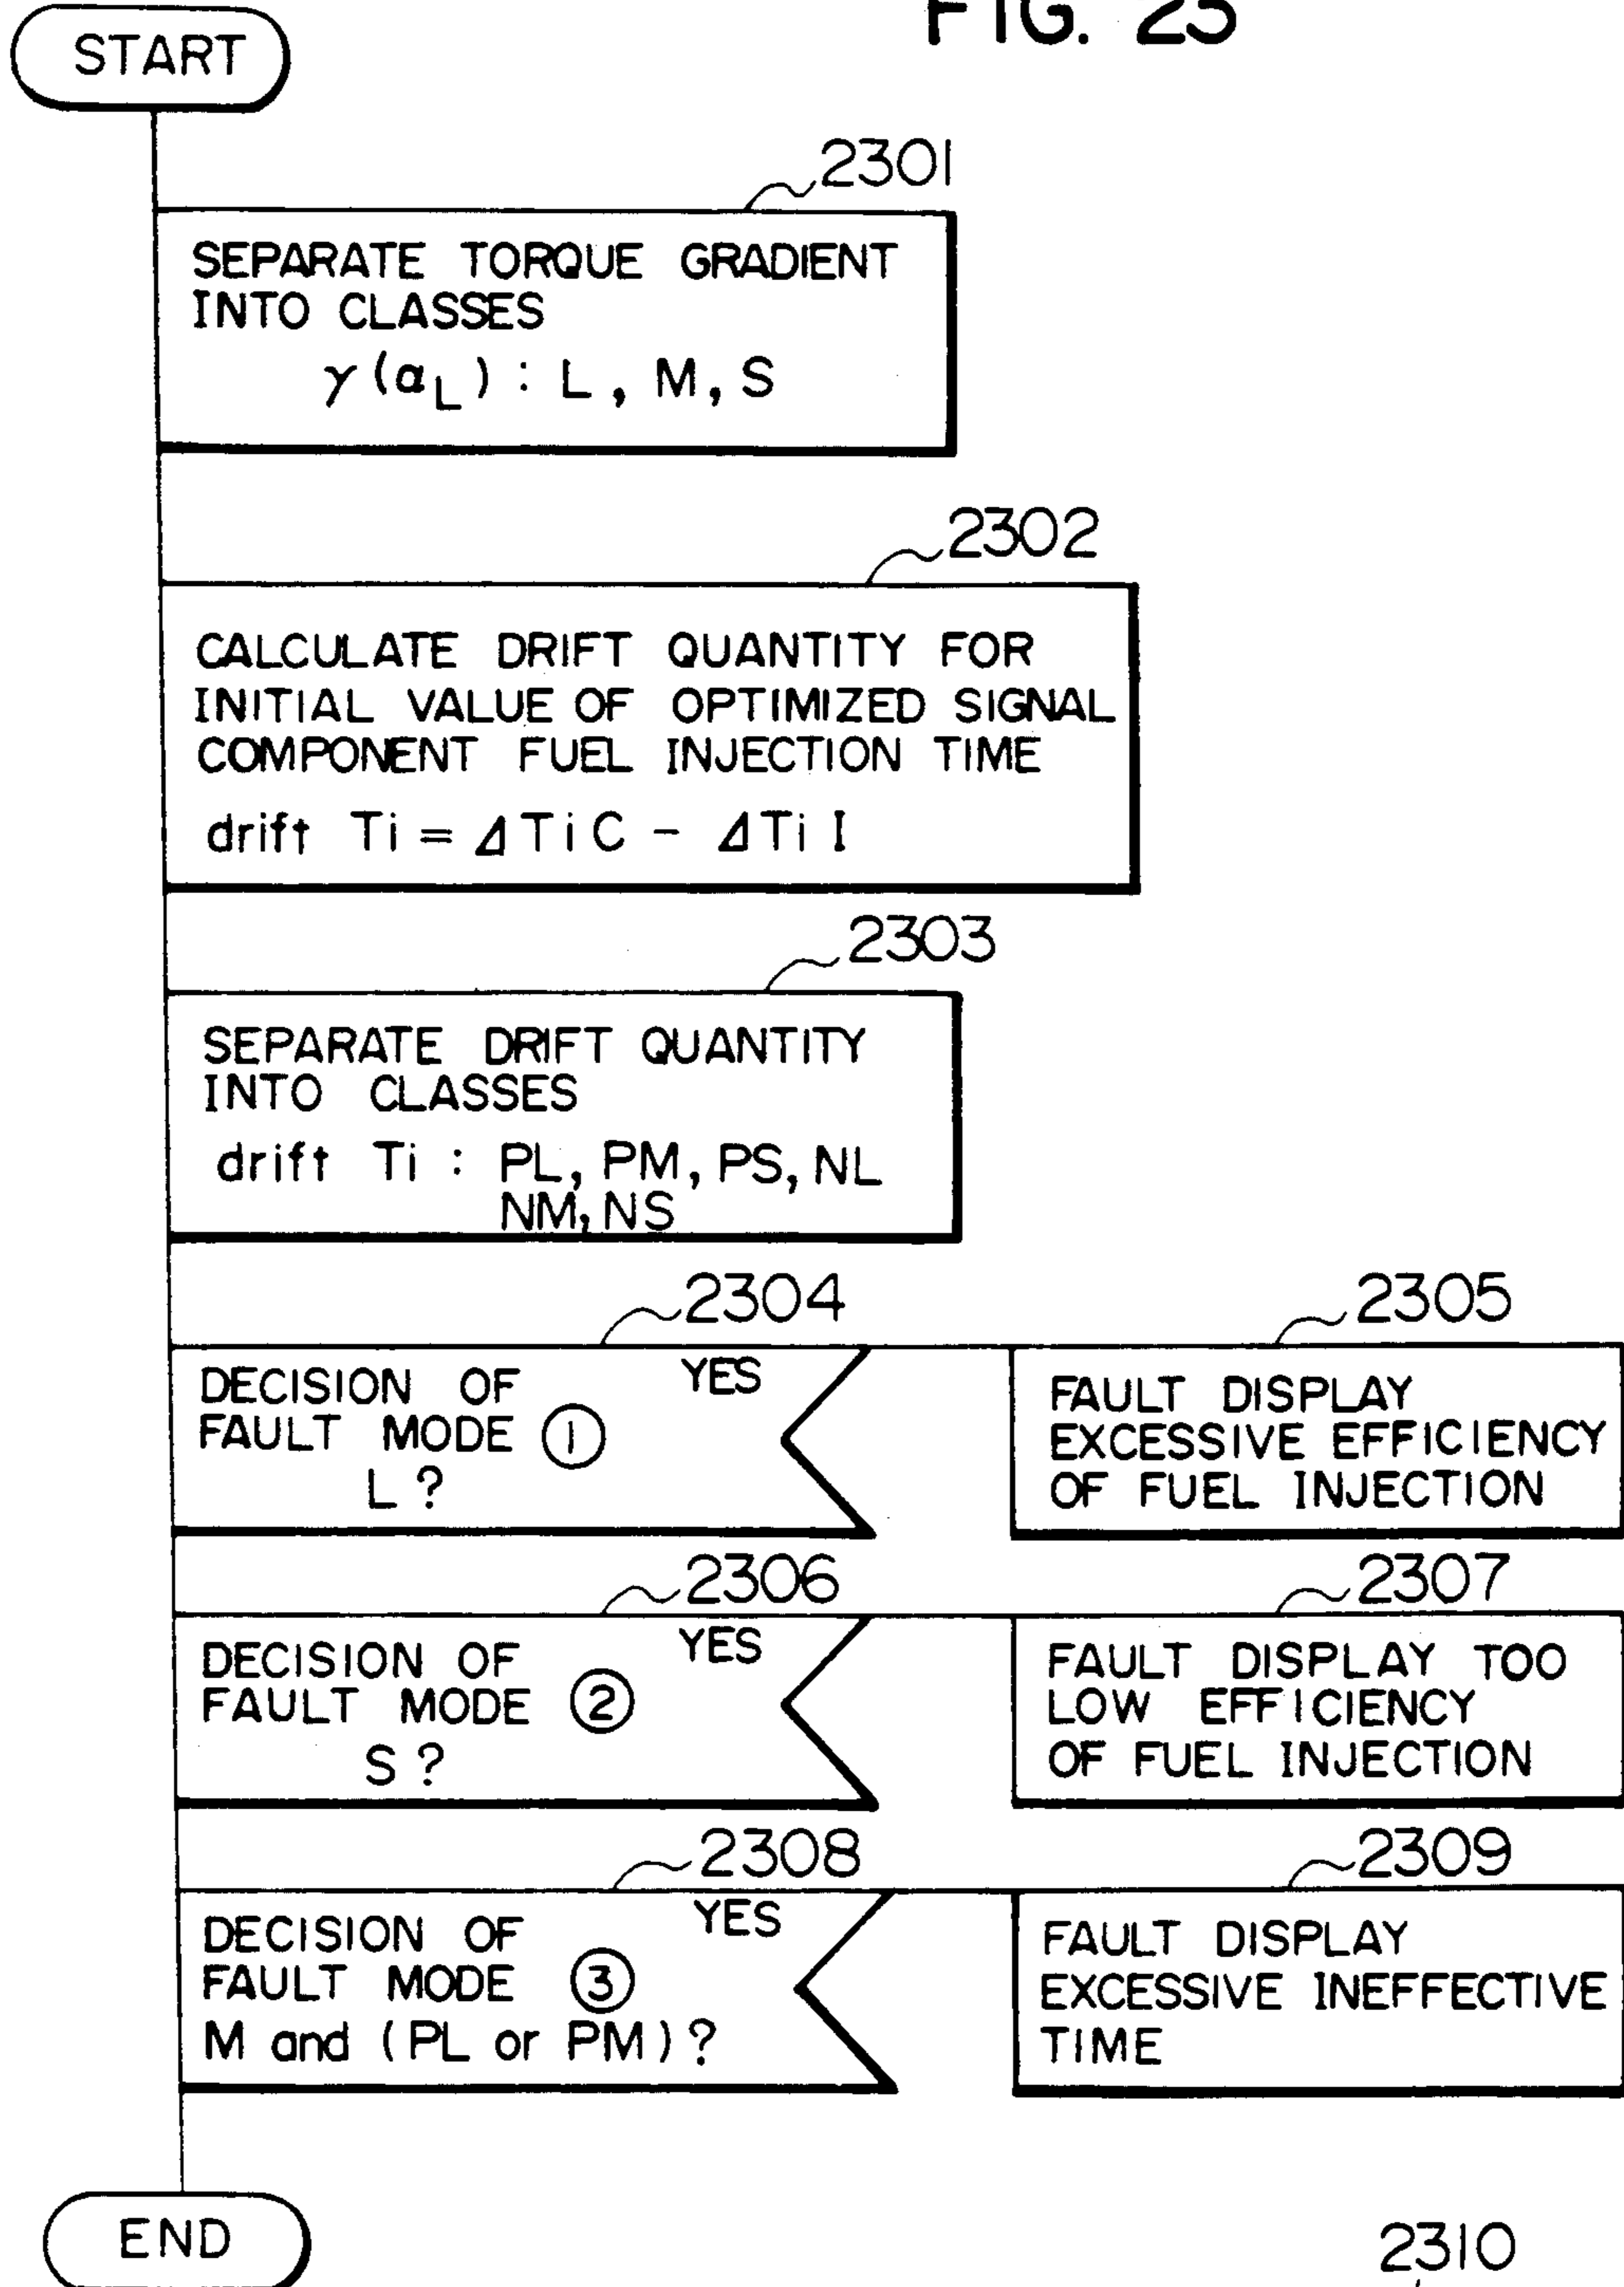 FIG. 23
START
2301
SEPARATE TORQUE GRADIENT
INTO CLASSES
γ(αL) : L, M, S
2302
CALCULATE DRIFT QUANTITY FOR
INITIAL VALUE OF OPTIMIZED SIGNAL
COMPONENT FUEL INJECTION TIME
drift Ti = ΔTiC - ΔTiI
2303
SEPARATE DRIFT QUANTITY
INTO CLASSES
drift Ti : PL, PM, PS, NL
NM, NS
2304
DECISION OF
FAULT MODE ①
L?
YES
2305
FAULT DISPLAY
EXCESSIVE EFFICIENCY
OF FUEL INJECTION
2306
DECISION OF
FAULT MODE ②
S?
YES
2307
FAULT DISPLAY TOO
LOW EFFICIENCY
OF FUEL INJECTION
2308
DECISION OF
FAULT MODE ③
M and (PL or PM)?
YES
2309
FAULT DISPLAY
EXCESSIVE INEFFECTIVE
TIME
END
2310